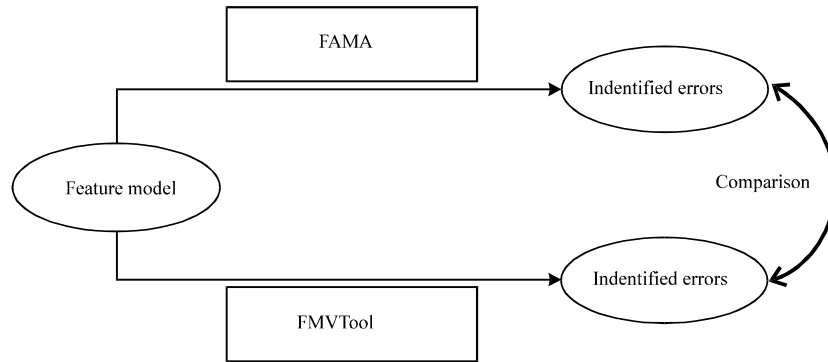 FAMA
Indentified errors
Feature model
Comparison
Indentified errors
FMVTool